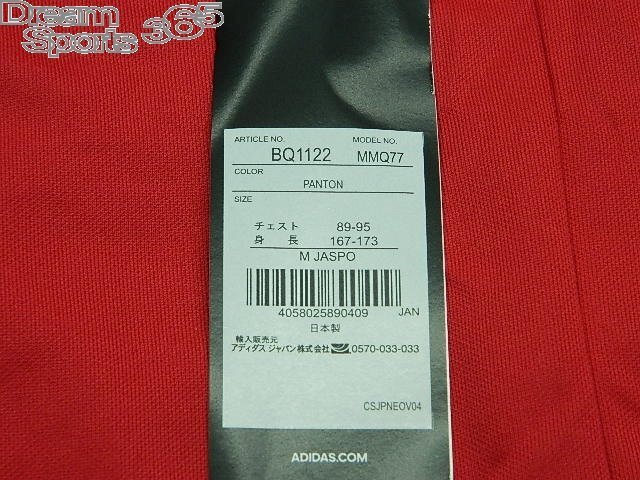 Dream
Sports 365
ARTICLE NO. MODEL NO.
BQ1122 MMQ77
COLOR
PANTON
SIZE
チェスト 89-95
身 長 167-173
M JASPO
4058025890409 JAN
日本製
輸入販売元
アディダス ジャパン株式会社 0570-033-033
CSJPNEOV04
ADIDAS.COM